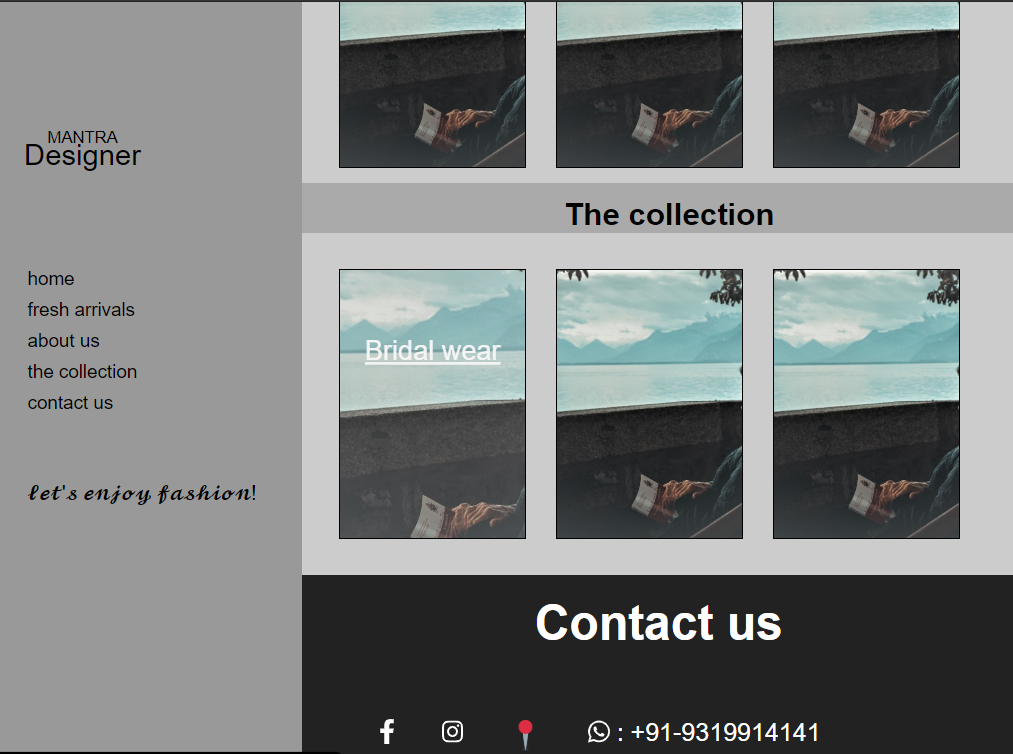 MANTRA
Designer
home
fresh arrivals
about us
the collection
contact us
let's enjoy fashion!
The collection
Bridal wear
Contact us
: +91-9319914141